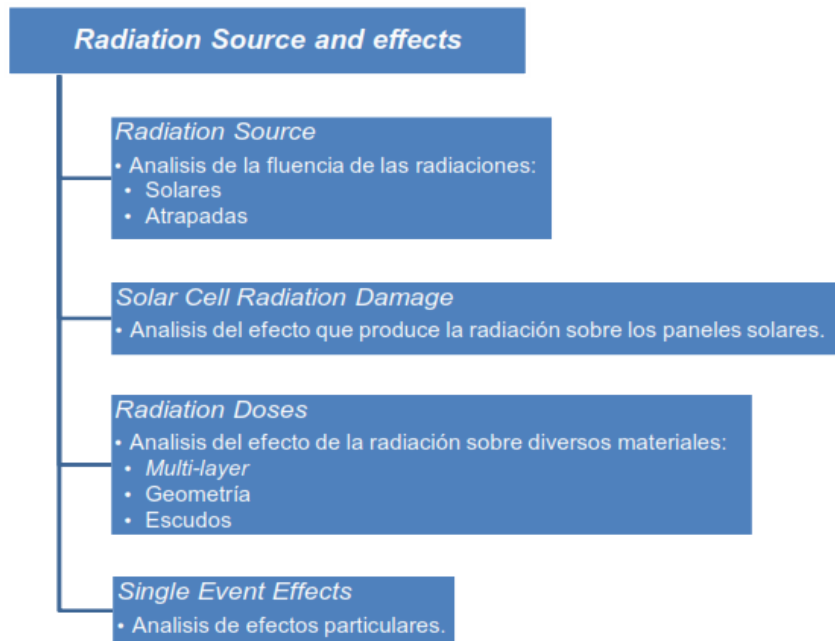 Radiation Source and effects
Radiation Source
• Analisis de la fluencia de las radiaciones:
• Solares
• Atrapadas
Solar Cell Radiation Damage
• Analisis del efecto que produce la radiación sobre los paneles solares.
Radiation Doses
• Analisis del efecto de la radiación sobre diversos materiales:
• Multi-layer
• Geometría
• Escudos
Single Event Effects
• Analisis de efectos particulares.